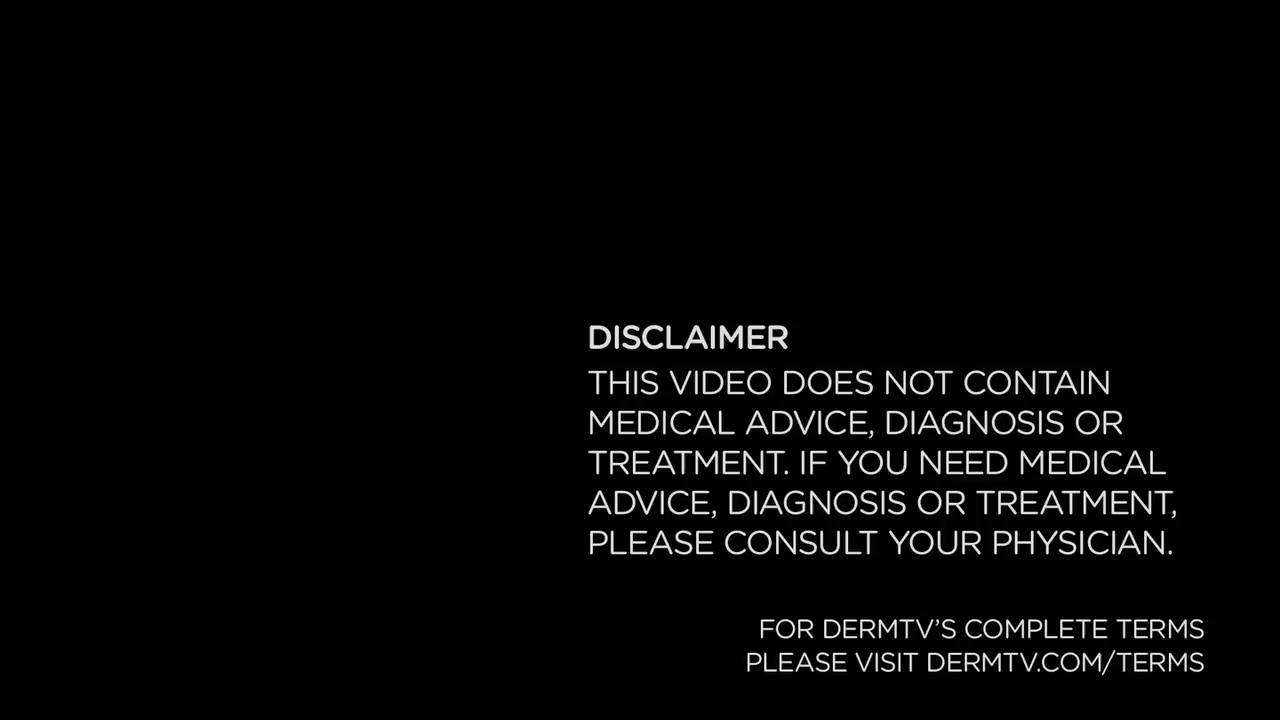 DISCLAIMER
THIS VIDEO DOES NOT CONTAIN
MEDICAL ADVICE, DIAGNOSIS OR
TREATMENT. IF YOU NEED MEDICAL
ADVICE, DIAGNOSIS OR TREATMENT,
PLEASE CONSULT YOUR PHYSICIAN.
FOR DERMTV’S COMPLETE TERMS
PLEASE VISIT DERMTV.COM/TERMS